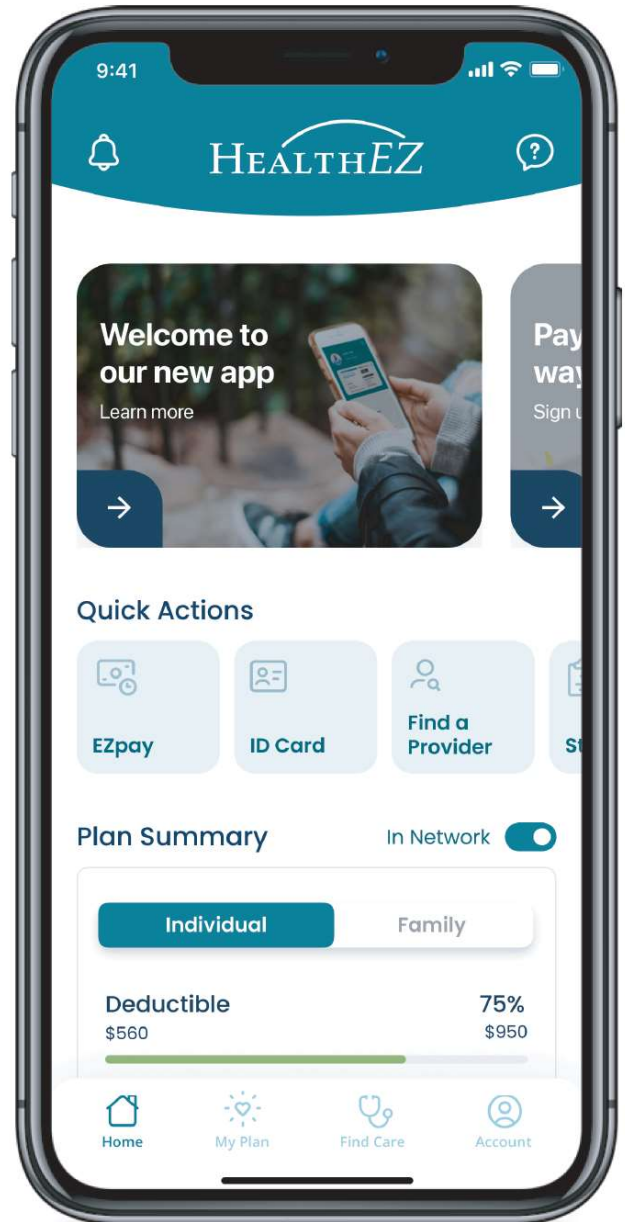 9:41
HEALTHEZ
?
Welcome to
our new app
Learn more
Pay
way
Sign u
Quick Actions
EZpay
ID Card
Find a
Provider
St
Plan Summary
In Network
Individual
Family
Deductible
75%
$560
$950
Home
My Plan
Find Care
Account